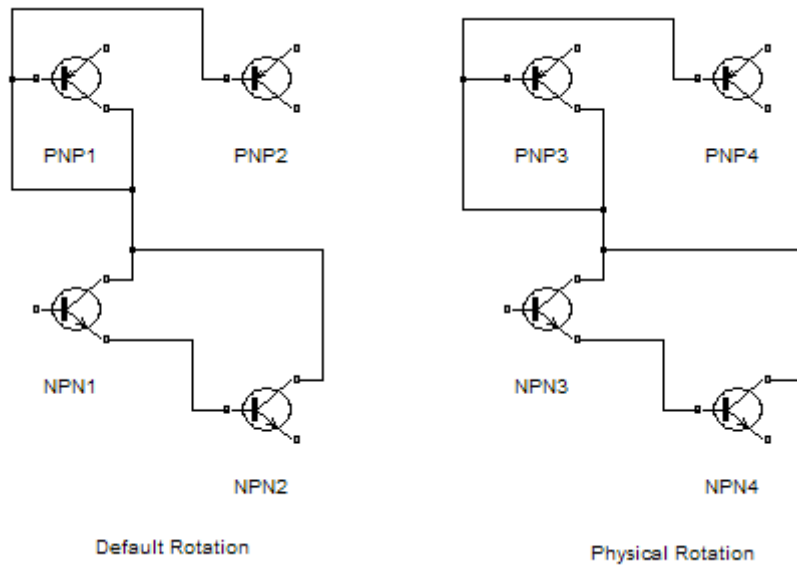 PNP1 PNP2 PNP3 PNP4
NPN1 NPN3
NPN2 NPN4
Default Rotation Physical Rotation